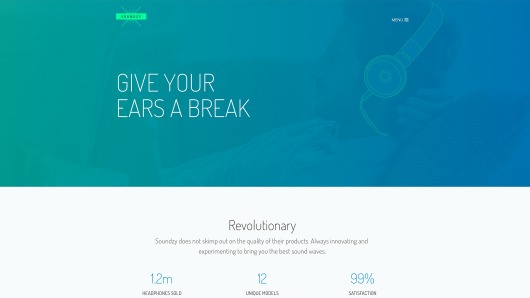 SOUNDZY
MENU
GIVE YOUR
EARS A BREAK
Revolutionary
Soundzy does not skimp out on the quality of their products. Always innovating and
experimenting to bring you the best sound waves.
1.2m
12
99%
HEADPHONES SOLD
UNIQUE MODELS
SATISFACTION